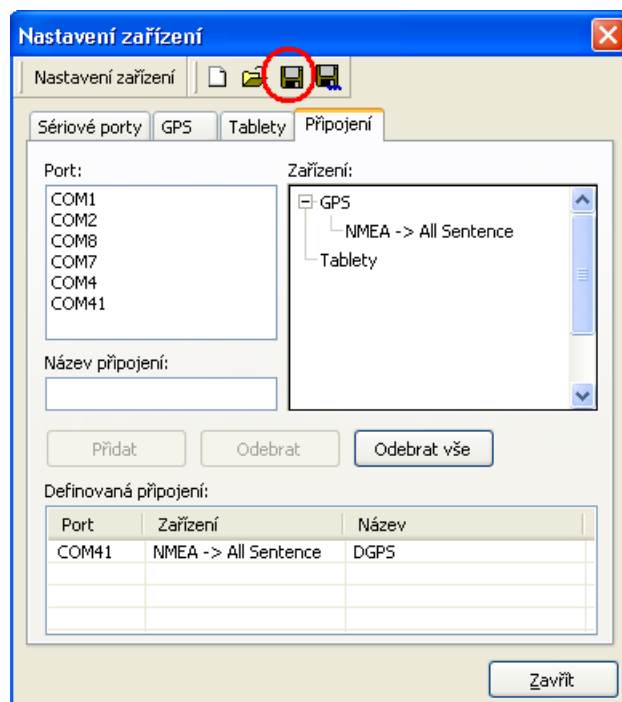 Nastavení zařízení
Nastavení zařízení
Sériové porty GPS Tablety Připojení
Port: Zařízení:
COM1
COM2
COM8
COM7
COM4
COM41
GPS
NMEA -> All Sentence
Tablety
Název připojení:
Přidat Odebrat Odebrat vše
Definovaná připojení:
Port Zařízení Název
COM41 NMEA -> All Sentence DGPS
Zavřít